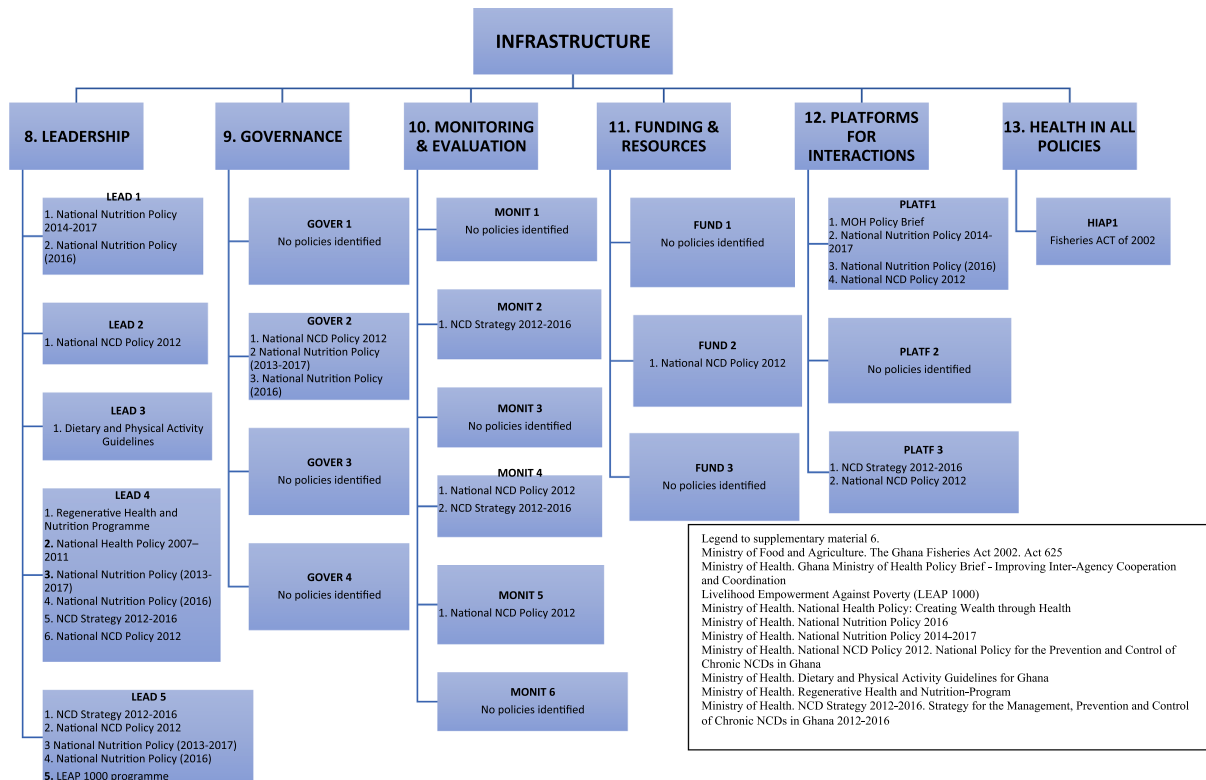 INFRASTRUCTURE
8. LEADERSHIP
LEAD 1
1. National Nutrition Policy
2014-2017
2. National Nutrition Policy
(2016)
LEAD 2
1. National NCD Policy 2012
LEAD 3
1. Dietary and Physical Activity
Guidelines
LEAD 4
1. Regenerative Health and
Nutrition Programme
2. National Health Policy 2007–
2011
3. National Nutrition Policy (2013-
2017)
4. National Nutrition Policy (2016)
5. NCD Strategy 2012-2016
6. National NCD Policy 2012
LEAD 5
1. NCD Strategy 2012-2016
2. National NCD Policy 2012
3 National Nutrition Policy (2013-2017)
4. National Nutrition Policy (2016)
5. LEAP 1000 programme
9. GOVERNANCE
GOVER 1
No policies identified
GOVER 2
1. National NCD Policy 2012
2 National Nutrition Policy
(2013-2017)
3. National Nutrition Policy
(2016)
GOVER 3
No policies identified
GOVER 4
No policies identified
10. MONITORING
& EVALUATION
MONIT 1
No policies identified
MONIT 2
1. NCD Strategy 2012-2016
MONIT 3
No policies identified
MONIT 4
1. National NCD Policy 2012
2. NCD Strategy 2012-2016
MONIT 5
1. National NCD Policy 2012
MONIT 6
No policies identified
11. FUNDING &
RESOURCES
FUND 1
No policies identified
FUND 2
1. National NCD Policy 2012
FUND 3
No policies identified
12. PLATFORMS
FOR
INTERACTIONS
PLATF1
1. MOH Policy Brief
2. National Nutrition Policy 2014-
2017
3. National Nutrition Policy (2016)
4. National NCD Policy 2012
PLATF 2
No policies identified
PLATF 3
1. NCD Strategy 2012-2016
2. National NCD Policy 2012
13. HEALTH IN ALL
POLICIES
HIAP1
Fisheries ACT of 2002
Legend to supplementary material 6.
Ministry of Food and Agriculture. The Ghana Fisheries Act 2002. Act 625
Ministry of Health. Ghana Ministry of Health Policy Brief - Improving Inter-Agency Cooperation
and Coordination
Livelihood Empowerment Against Poverty (LEAP 1000)
Ministry of Health. National Health Policy: Creating Wealth through Health
Ministry of Health. National Nutrition Policy 2016
Ministry of Health. National Nutrition Policy 2014-2017
Ministry of Health. National NCD Policy 2012. National Policy for the Prevention and Control of
Chronic NCDs in Ghana
Ministry of Health. Dietary and Physical Activity Guidelines for Ghana
Ministry of Health. Regenerative Health and Nutrition-Program
Ministry of Health. NCD Strategy 2012-2016. Strategy for the Management, Prevention and Control
of Chronic NCDs in Ghana 2012-2016